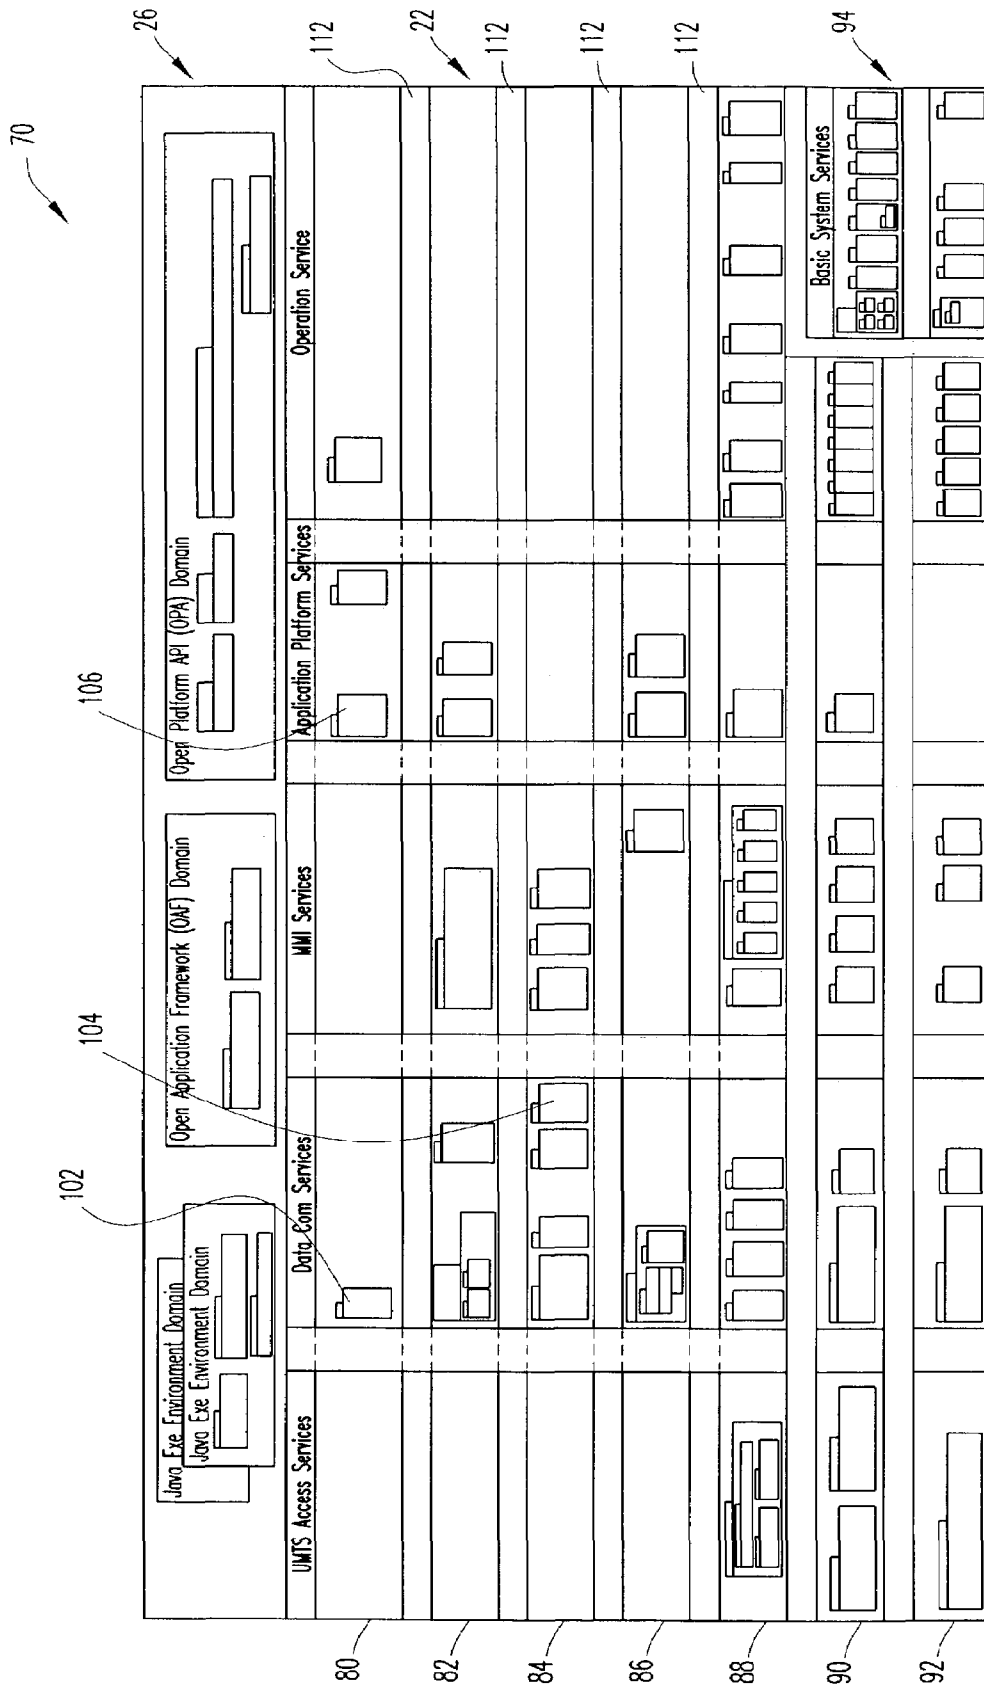 70
26
112
22
112
112
112
94
Java Exe Environment Domain
Java Exe Environment Domain
Open Application Framework (OAF) Domain
Open Platform API (OPA) Domain
UMTS Access Services
Data Com Services
MMI Services
Application Platform Services
Operation Service
Basic System Services
102
104
106
80
82
84
86
88
90
92